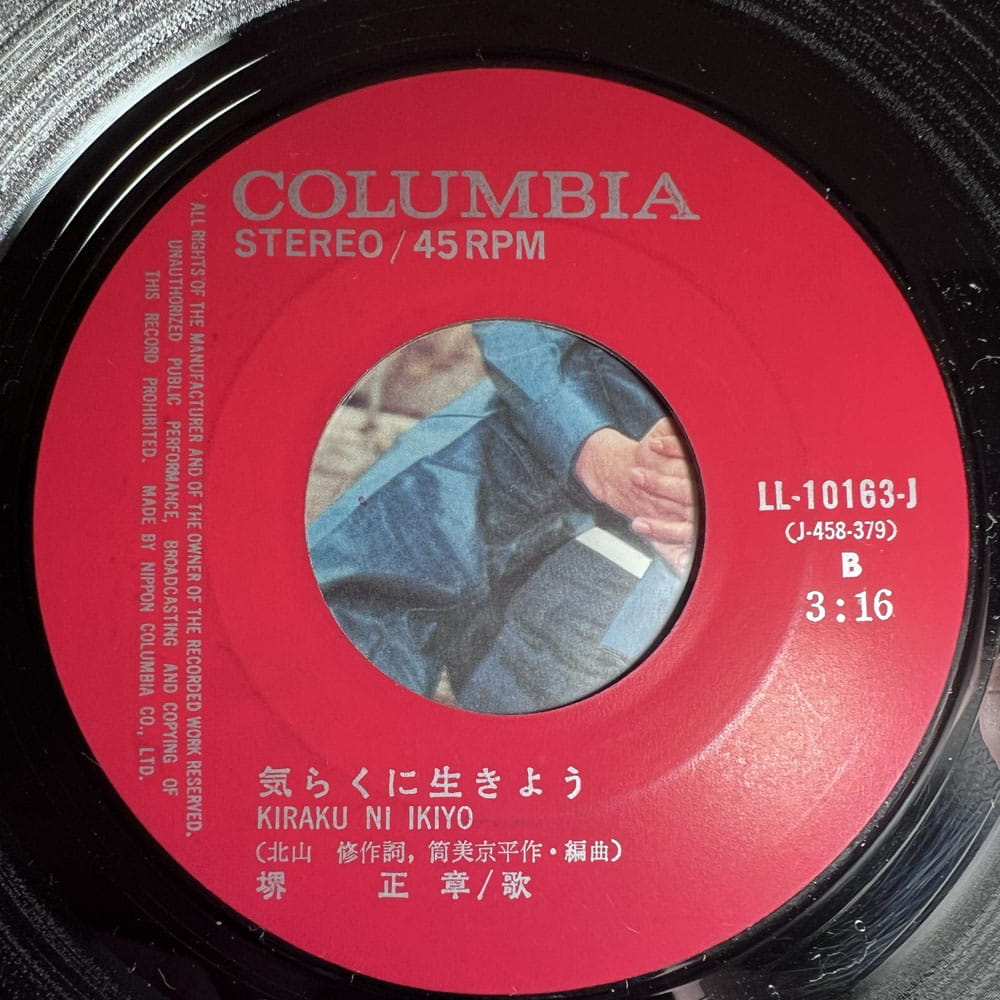 COLUMBIA
STEREO / 45 RPM
ALL RIGHTS OF THE MANUFACTURER AND OF THE OWNER OF THE RECORDED WORK RESERVED.
UNAUTHORIZED PUBLIC PERFORMANCE, BROADCASTING AND COPYING OF
THIS RECORD PROHIBITED. MADE BY NIPPON COLUMBIA CO., LTD.
LL-10163-J
(J-458-379)
B
3:16
気らくに生きよう
KIRAKU NI IKIYO
(北山 修作詞, 筒美京平作・編曲)
堺 正章/歌